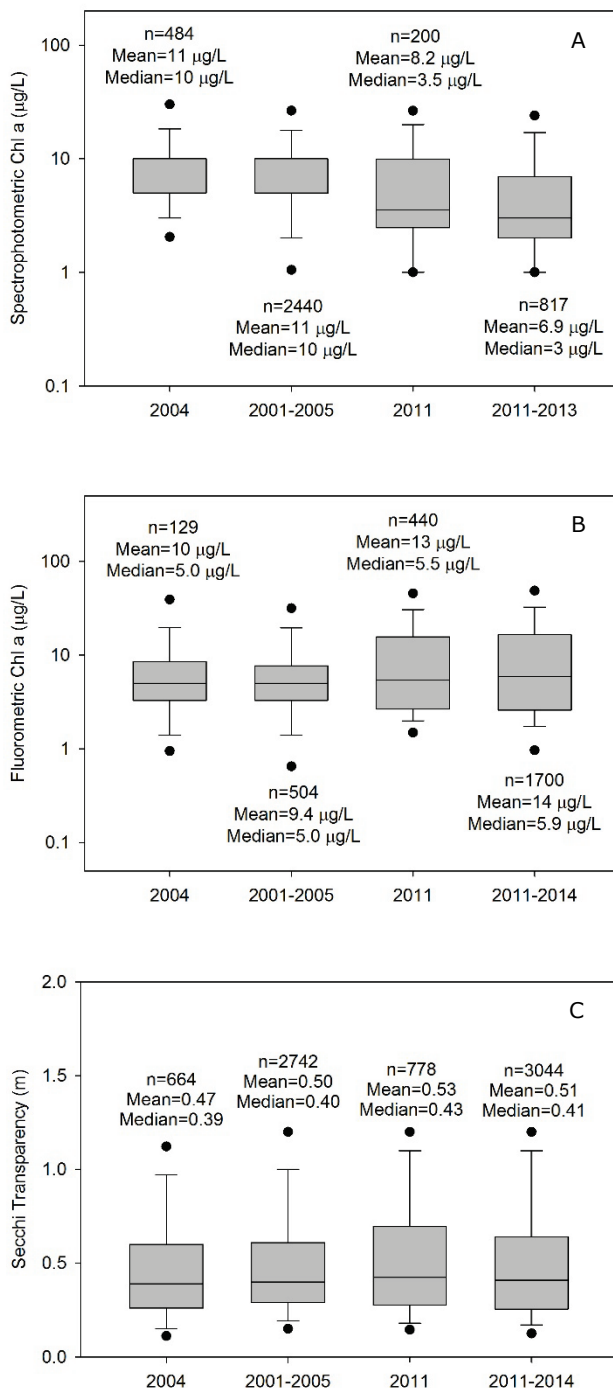 A
Spectrophotometric Chl a (μg/L)
100
10
1
0.1
n=484
Mean=11 μg/L
Median=10 μg/L
n=200
Mean=8.2 μg/L
Median=3.5 μg/L
n=2440
Mean=11 μg/L
Median=10 μg/L
n=817
Mean=6.9 μg/L
Median=3 μg/L
2004
2001-2005
2011
2011-2013
B
Fluorometric Chl a (μg/L)
100
10
1
0.1
n=129
Mean=10 μg/L
Median=5.0 μg/L
n=440
Mean=13 μg/L
Median=5.5 μg/L
n=504
Mean=9.4 μg/L
Median=5.0 μg/L
n=1700
Mean=14 μg/L
Median=5.9 μg/L
2004
2001-2005
2011
2011-2014
C
Secchi Transparency (m)
2.0
1.5
1.0
0.5
0.0
n=664
Mean=0.47
Median=0.39
n=2742
Mean=0.50
Median=0.40
n=778
Mean=0.53
Median=0.43
n=3044
Mean=0.51
Median=0.41
2004
2001-2005
2011
2011-2014